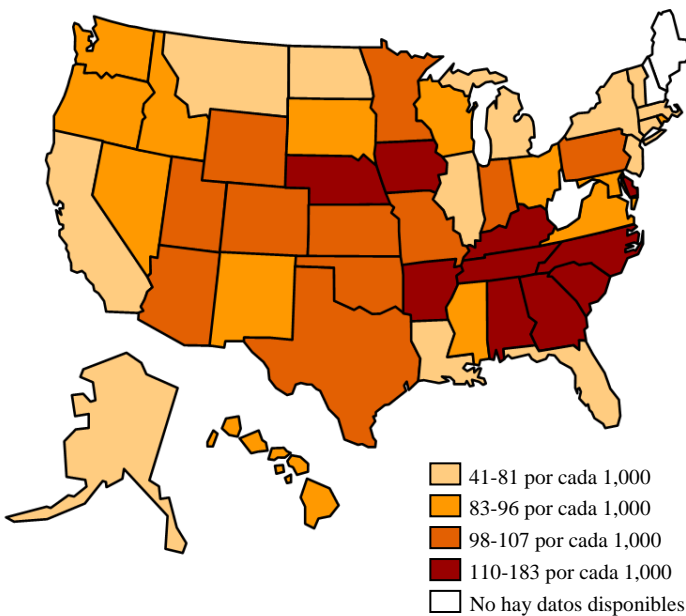 41-81 por cada 1,000
83-96 por cada 1,000
98-107 por cada 1,000
110-183 por cada 1,000
No hay datos disponibles